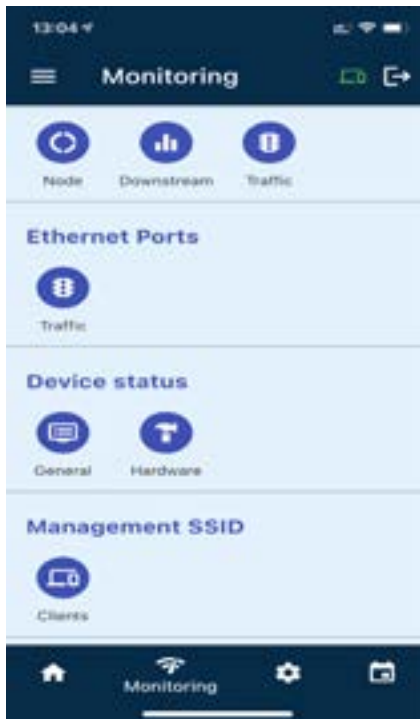 13:04
Monitoring
Node Downstream Traffic
Ethernet Ports
Traffic
Device status
General Hardware
Management SSID
Clients
Monitoring